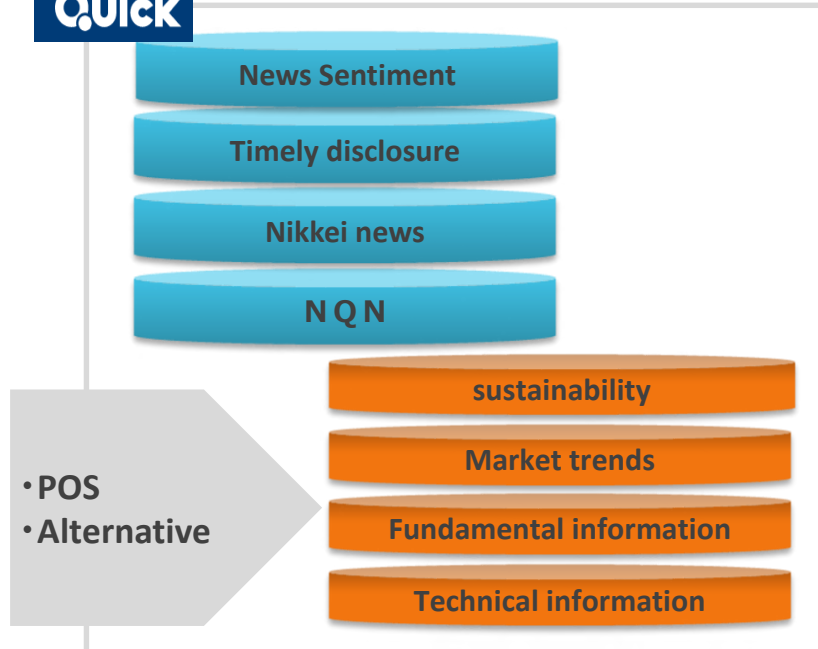 QUICK
News Sentiment
Timely disclosure
Nikkei news
N Q N
sustainability
Market trends
・POS
・Alternative
Fundamental information
Technical information